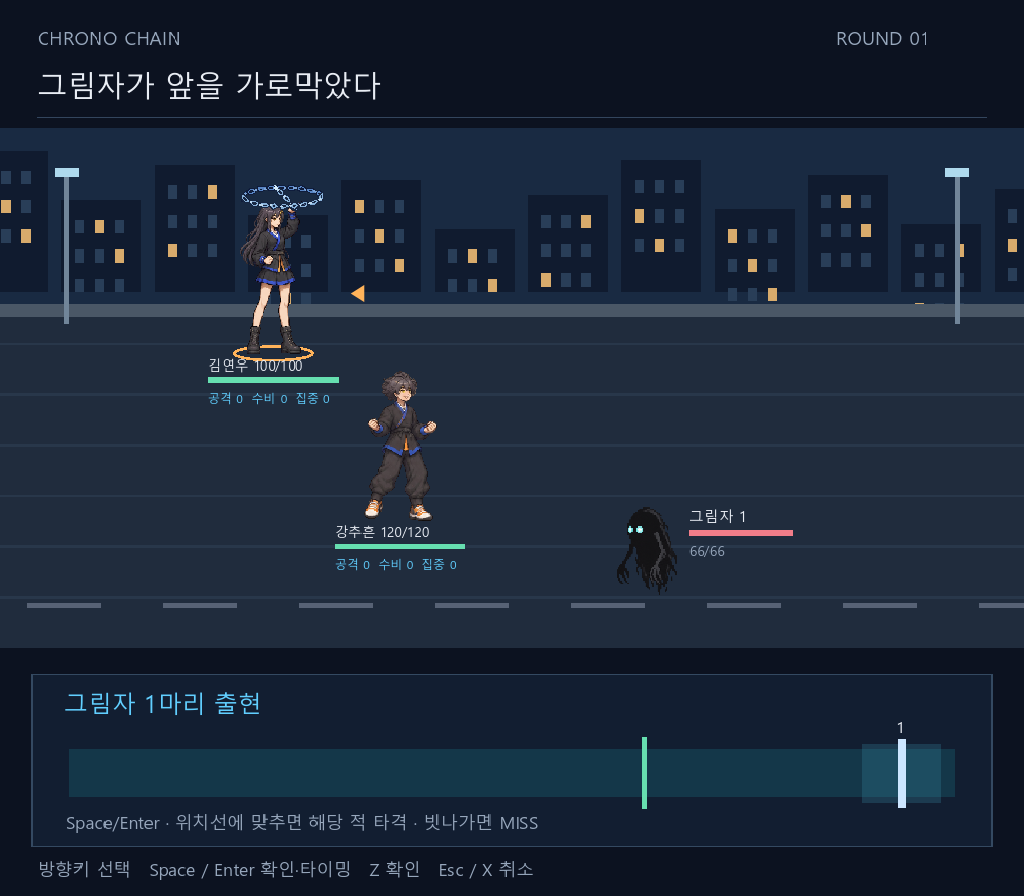 CHRONO CHAIN
ROUND 01
그림자가 앞을 가로막았다
김연우 100/100
공격 0 수비 0 집중 0
강추흔 120/120
공격 0 수비 0 집중 0
그림자 1
66/66
그림자 1마리 출현
1
Space/Enter · 위치선에 맞추면 해당 적 타격 · 빗나가면 MISS
방향키 선택 Space / Enter 확인·타이밍 Z 확인 Esc / X 취소